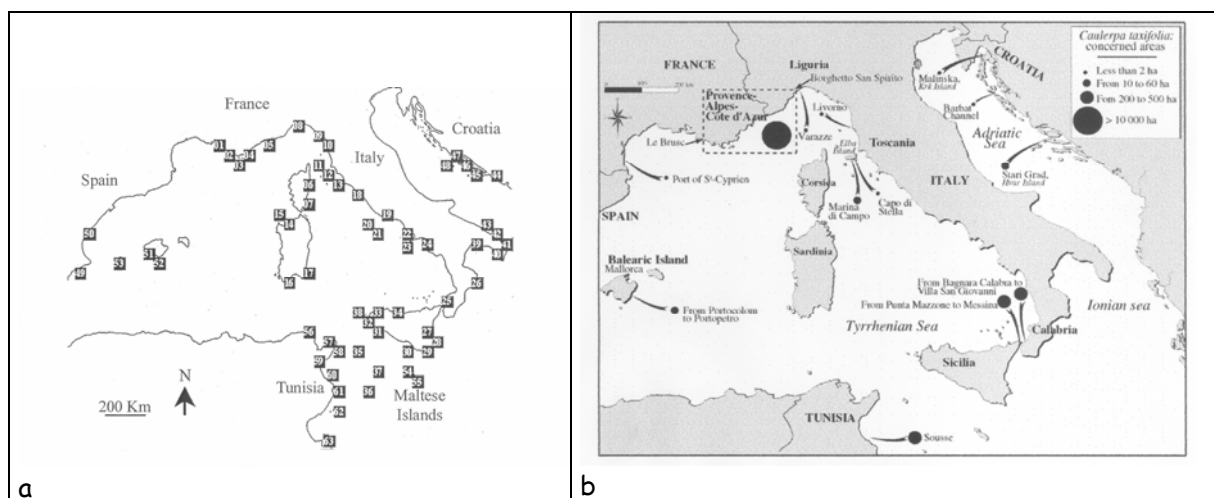 France
Croatia
Italy
Spain
Tunisia
Maltese
Islands
N
200 Km
01
02
03
04
05
08
09
10
11
12
13
14
15
16
17
18
19
20
21
22
23
24
25
26
27
28
29
30
31
32
33
34
35
36
37
38
39
40
41
42
43
44
45
46
47
48
49
50
51
52
53
54
55
56
57
58
59
60
61
62
63
a
Caulerpa taxifolia:
concerned areas
Less than 2 ha
From 10 to 60 ha
Fom 200 to 500 ha
> 10 000 ha
FRANCE
Liguria
Borghetto San Spirito
CROATIA
Malinska,
Krk Island
Barbat
Channel
Provence-
Alpes-
Côte d'Azur
Livorno
Varazze
Le Brusc
Elba
Island
Toscania
Adriatic
Sea
Stari Grad,
Hvar Island
Port of St-Cyprien
Corsica
ITALY
Marina
di Campo
Capo di
Stella
SPAIN
Sardinia
Balearic Island
Mallorca
From Portocolom
to Portopetro
From Bagnara Calabra to
Villa San Giovanni
From Punta Mazzone to Messina
Ionian sea
Tyrrhenian Sea
Calabria
Sicilia
TUNISIA
Sousse
b